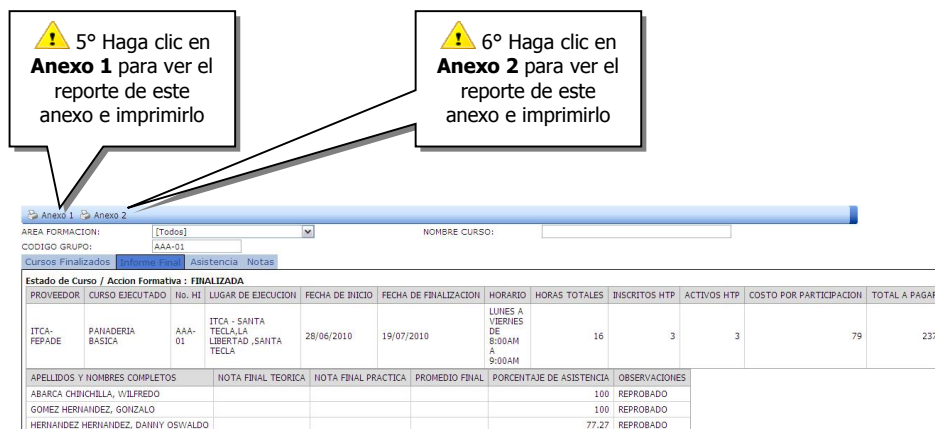 5° Haga clic en
Anexo 1 para ver el
reporte de este
anexo e imprimirlo
6° Haga clic en
Anexo 2 para ver el
reporte de este
anexo e imprimirlo
Anexo 1 Anexo 2
AREA FORMACION: [Todos] NOMBRE CURSO:
CODIGO GRUPO: AAA-01
Cursos Finalizados Informe Final Asistencia Notas
Estado de Curso / Accion Formativa : FINALIZADA
PROVEEDOR CURSO EJECUTADO No. HI LUGAR DE EJECUCION FECHA DE INICIO FECHA DE FINALIZACION HORARIO HORAS TOTALES INSCRITOS HTP ACTIVOS HTP COSTO POR PARTICIPACION TOTAL A PAGAR
ITCA-
FEPADE
PANADERIA
BASICA
AAA-
01
ITCA - SANTA
TECLA,LA
LIBERTAD ,SANTA
TECLA
28/06/2010
19/07/2010
LUNES A
VIERNES
DE
8:00AM
A
9:00AM
16
3
3
79
237
APELLIDOS Y NOMBRES COMPLETOS NOTA FINAL TEORICA NOTA FINAL PRACTICA PROMEDIO FINAL PORCENTAJE DE ASISTENCIA OBSERVACIONES
ABARCA CHINCHILLA, WILFREDO 100 REPROBADO
GOMEZ HERNANDEZ, GONZALO 100 REPROBADO
HERNANDEZ HERNANDEZ, DANNY OSWALDO 77.27 REPROBADO